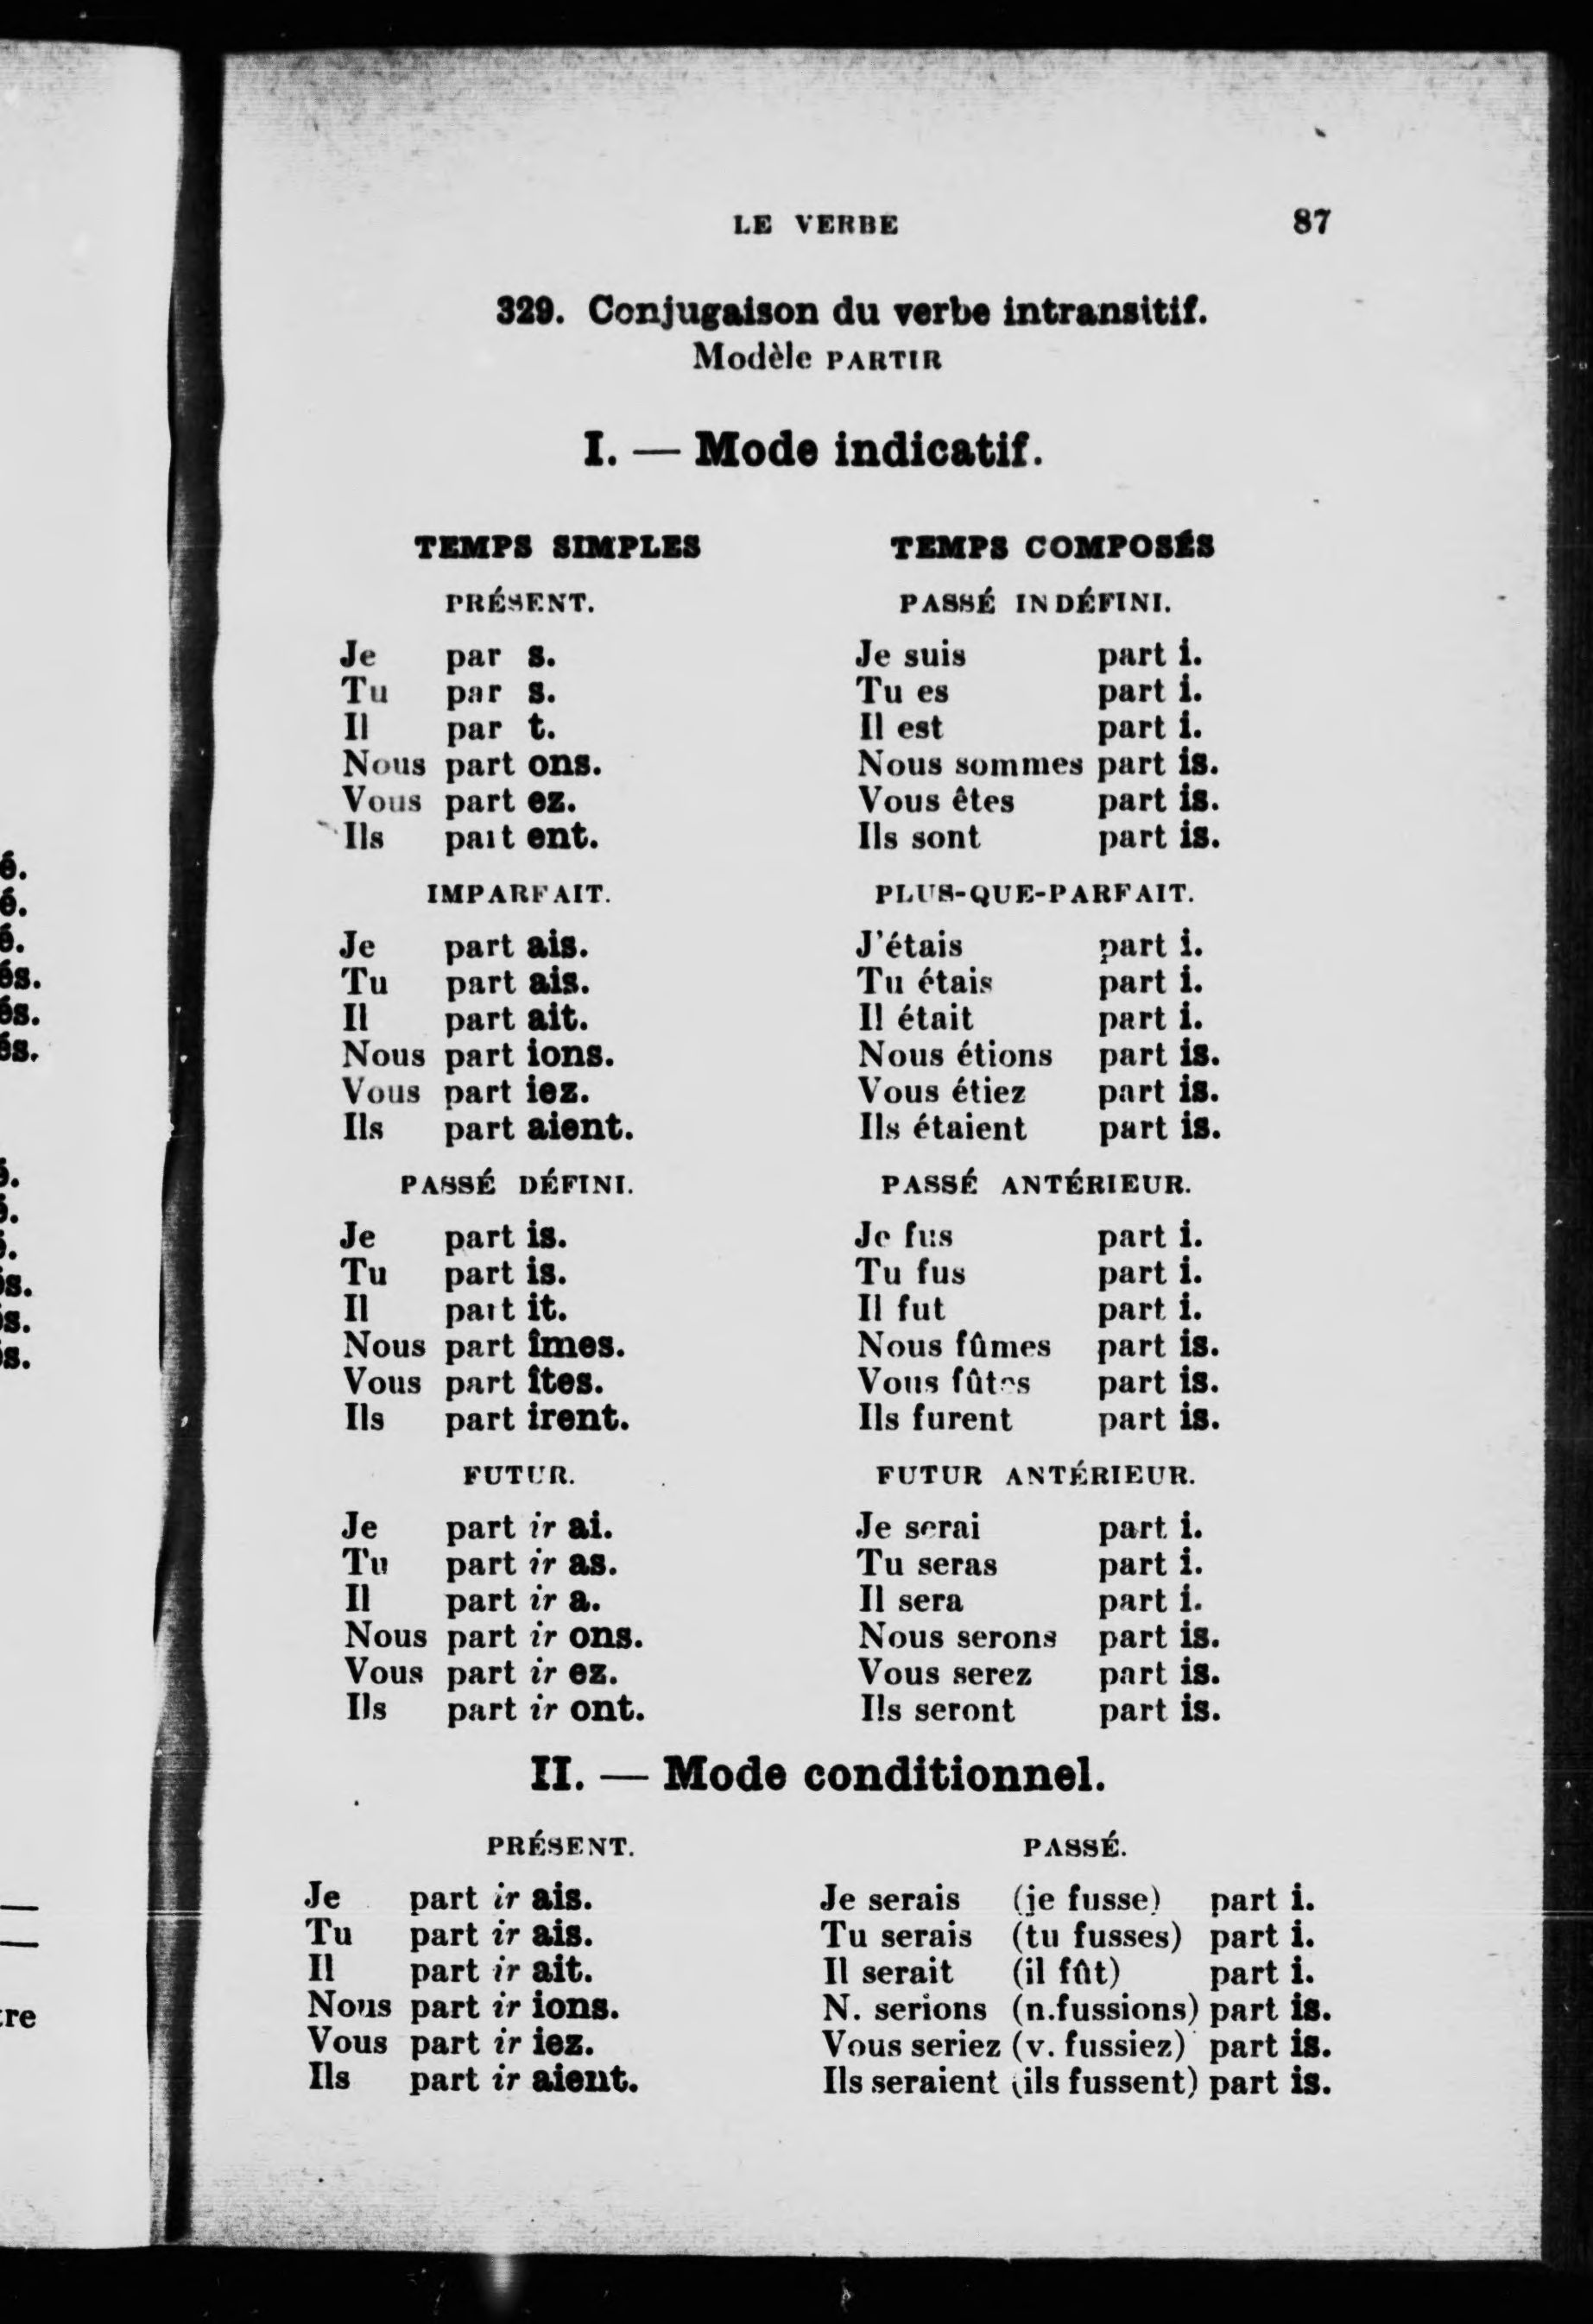 LE VERBE 87
329. Conjugaison du verbe intransitif.
Modèle PARTIR
I. — Mode indicatif.
TEMPS SIMPLES TEMPS COMPOSÉS
PRÉSENT. PASSÉ INDÉFINI.
Je par s. Je suis part i.
Tu par s. Tu es part i.
Il par t. Il est part i.
Nous part ons. Nous sommes part is.
Vous part ez. Vous êtes part is.
Ils part ent. Ils sont part is.
IMPARFAIT. PLUS-QUE-PARFAIT.
Je part ais. J'étais part i.
Tu part ais. Tu étais part i.
Il part ait. Il était part i.
Nous part ions. Nous étions part is.
Vous part iez. Vous étiez part is.
Ils part aient. Ils étaient part is.
PASSÉ DÉFINI. PASSÉ ANTÉRIEUR.
Je part is. Je fus part i.
Tu part is. Tu fus part i.
Il part it. Il fut part i.
Nous part îmes. Nous fûmes part is.
Vous part îtes. Vous fûtes part is.
Ils part irent. Ils furent part is.
FUTUR. FUTUR ANTÉRIEUR.
Je part ir ai. Je serai part i.
Tu part ir as. Tu seras part i.
Il part ir a. Il sera part i.
Nous part ir ons. Nous serons part is.
Vous part ir ez. Vous serez part is.
Ils part ir ont. Ils seront part is.
II. — Mode conditionnel.
PRÉSENT. PASSÉ.
Je part ir ais. Je serais (je fusse) part i.
Tu part ir ais. Tu serais (tu fusses) part i.
Il part ir ait. Il serait (il fût) part i.
Nous part ir ions. N. serions (n.fussions) part is.
Vous part ir iez. Vous seriez (v. fussiez) part is.
Ils part ir aient. Ils seraient (ils fussent) part is.